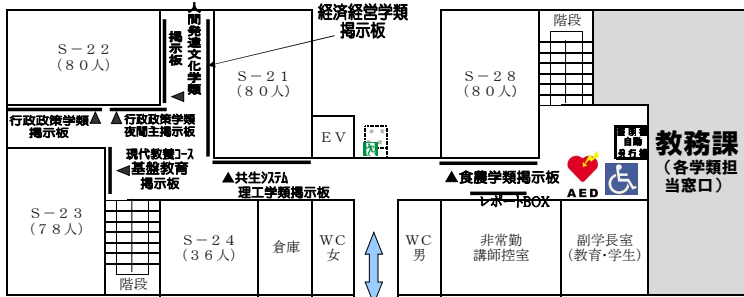 S－22
(80人)
人間発達文化学類
掲示板
経済経営学類
掲示板
S－21
(80人)
S－28
(80人)
階段
行政政策学類
掲示板
行政政策学類
夜間主掲示板
EV
証明書
自動
発行機
教務課
(各学類担
当窓口)
現代教養コース
基盤教育
掲示板
▲共生システム
理工学類掲示板
▲食農学類掲示板
レポートBOX
AED
S－23
(78人)
階段
S－24
(36人)
倉庫
WC
女
WC
男
非常勤
講師控室
副学長室
(教育・学生)